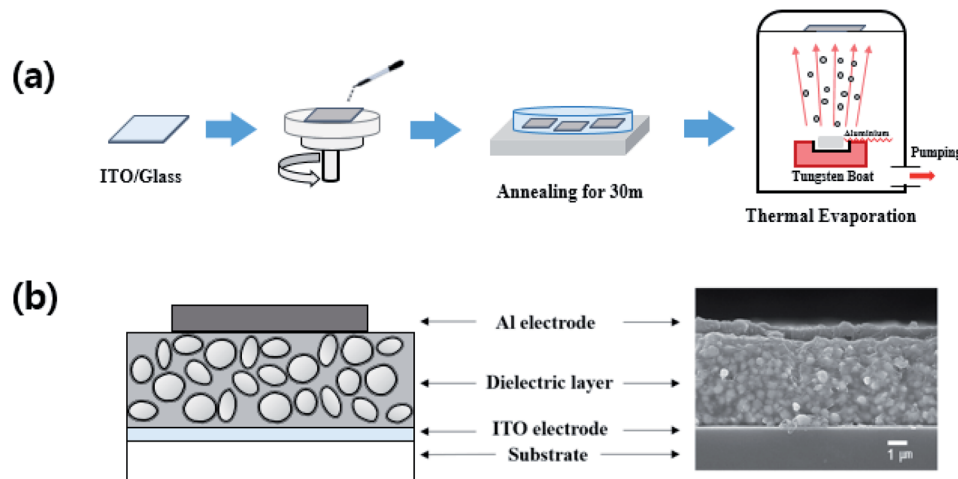 (a)
ITO/Glass
Annealing for 30m
Aluminium
Tungsten Boat
Pumping
Thermal Evaporation
(b)
Al electrode
Dielectric layer
ITO electrode
Substrate
1 μm